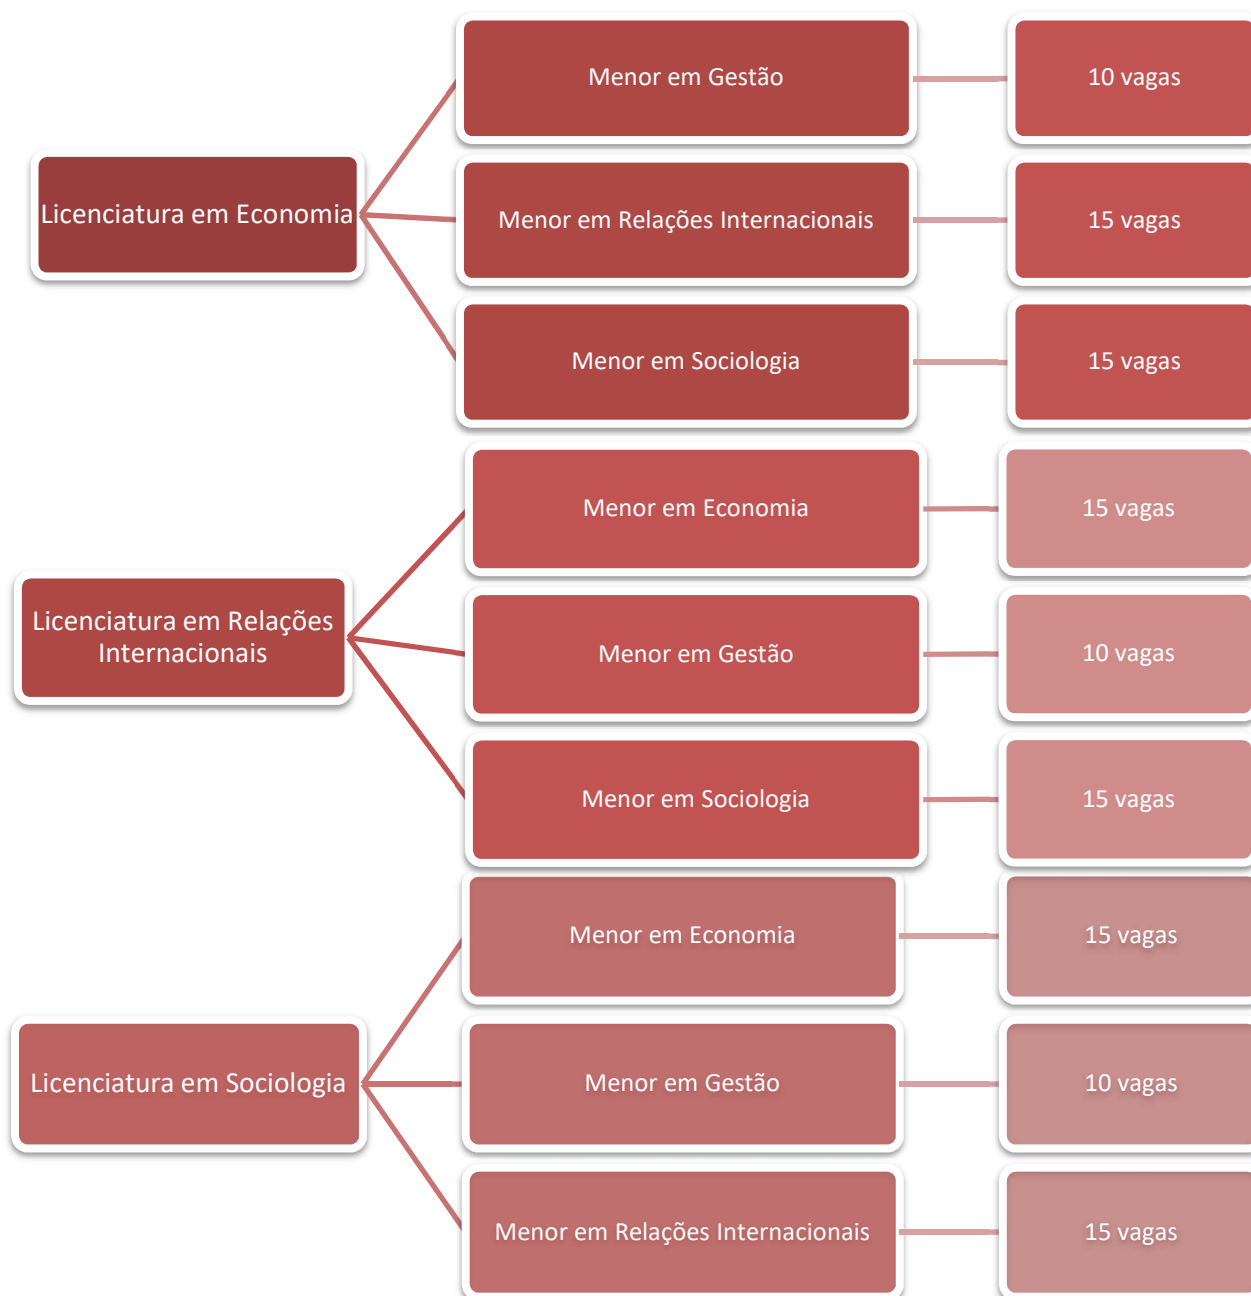 Licenciatura em Economia
Menor em Gestão
10 vagas
Menor em Relações Internacionais
15 vagas
Menor em Sociologia
15 vagas
Licenciatura em Relações
Internacionais
Menor em Economia
15 vagas
Menor em Gestão
10 vagas
Menor em Sociologia
15 vagas
Licenciatura em Sociologia
Menor em Economia
15 vagas
Menor em Gestão
10 vagas
Menor em Relações Internacionais
15 vagas